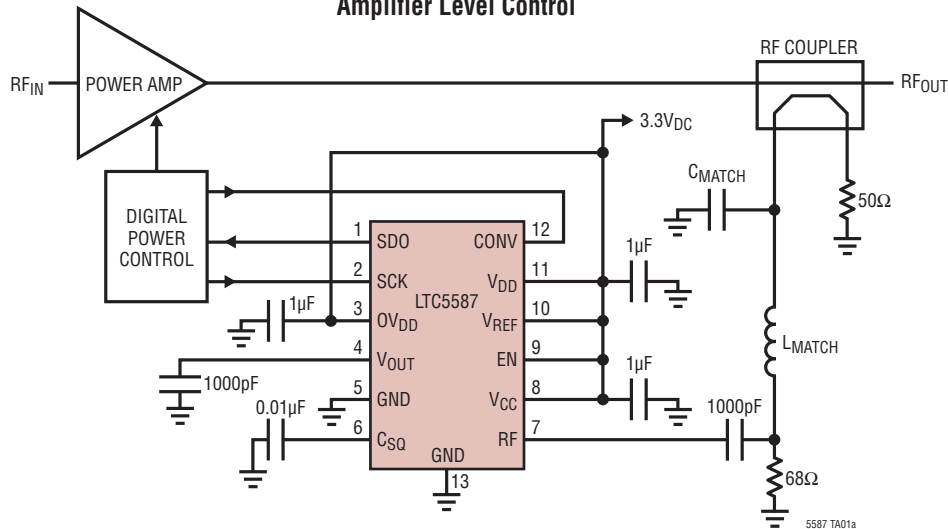 Amplifier Level Control
RF COUPLER
RFIN
POWER AMP
RFOUT
3.3VDC
CMATCH
50Ω
DIGITAL
POWER
CONTROL
1 SDO
CONV 12
2 SCK
VDD 11
1µF
LTC5587
1µF
3 OVDD
VREF 10
LMATCH
4 VOUT
EN 9
1000pF
5 GND
VCC 8
1µF
0.01µF
1000pF
6 CSQ
RF 7
GND
13
68Ω
5587 TA01a